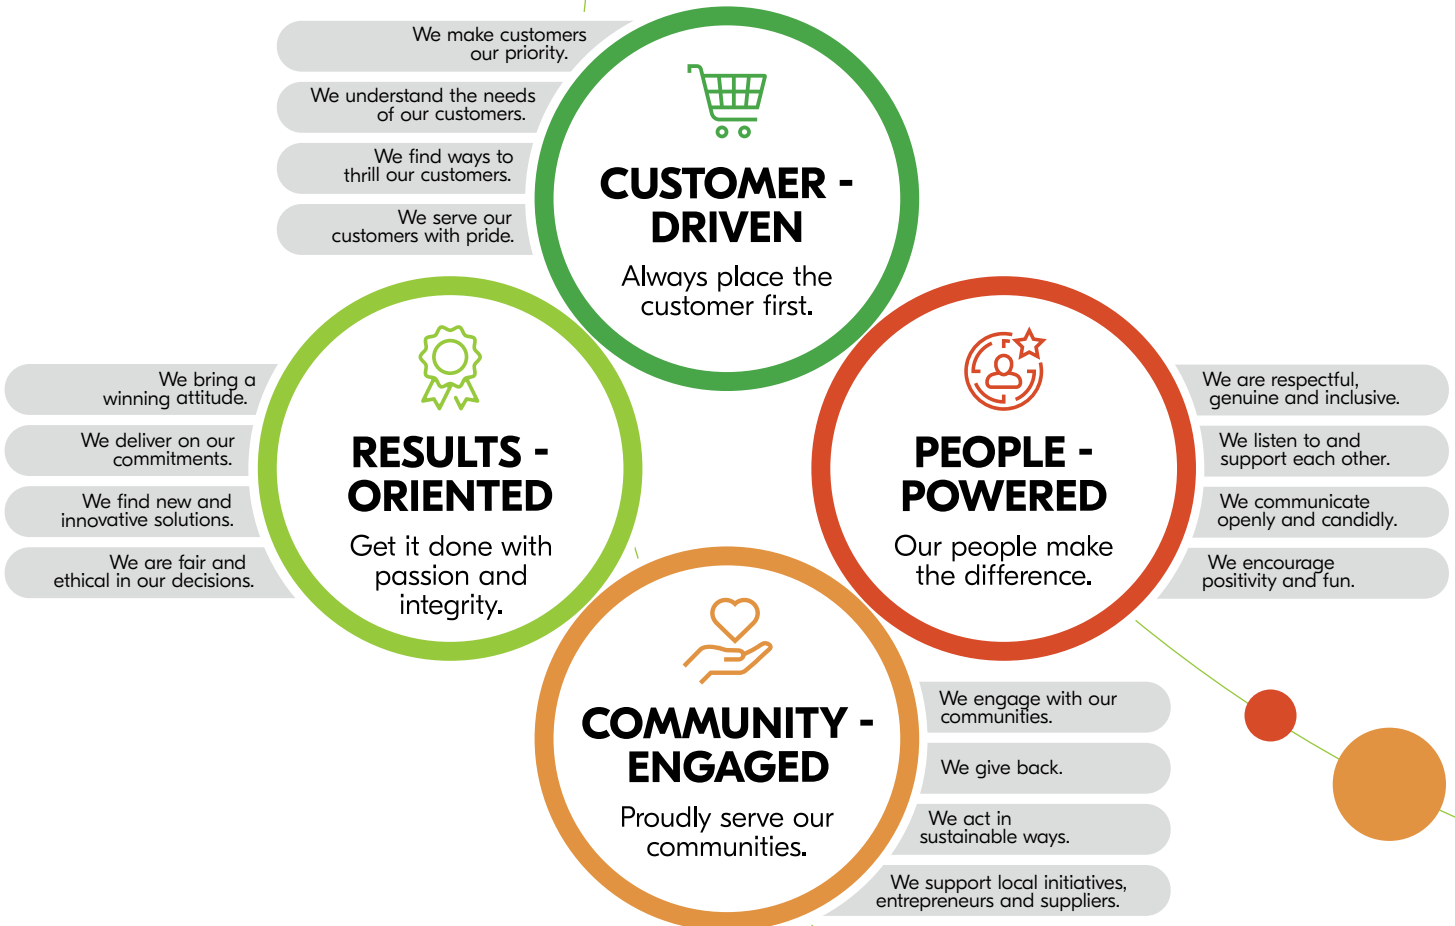 We make customers
our priority.
We understand the needs
of our customers.
We find ways to
thrill our customers.
We serve our
customers with pride.
CUSTOMER -
DRIVEN
Always place the
customer first.
We bring a
winning attitude.
We deliver on our
commitments.
We find new and
innovative solutions.
We are fair and
ethical in our decisions.
RESULTS -
ORIENTED
Get it done with
passion and
integrity.
PEOPLE -
POWERED
Our people make
the difference.
We are respectful,
genuine and inclusive.
We listen to and
support each other.
We communicate
openly and candidly.
We encourage
positivity and fun.
COMMUNITY -
ENGAGED
Proudly serve our
communities.
We engage with our
communities.
We give back.
We act in
sustainable ways.
We support local initiatives,
entrepreneurs and suppliers.